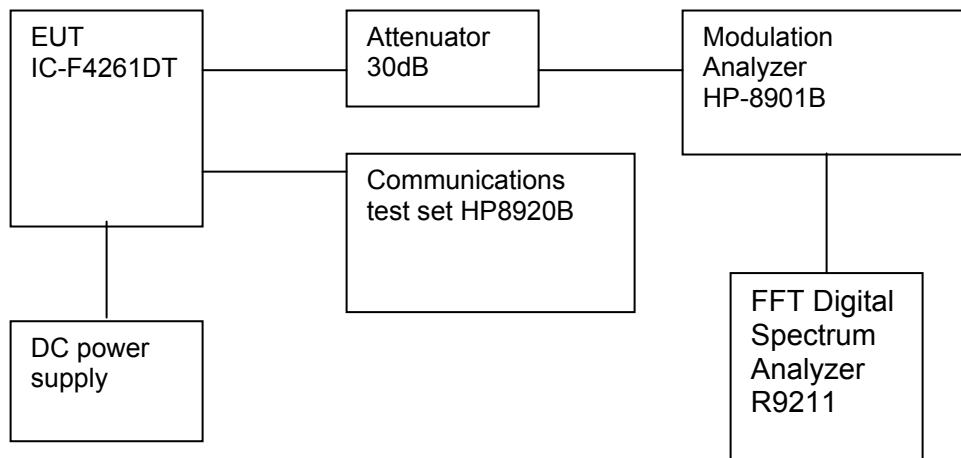 EUT
IC-F4261DT
Attenuator
30dB
Modulation
Analyzer
HP-8901B
Communications
test set HP8920B
FFT Digital
Spectrum
Analyzer
R9211
DC power
supply